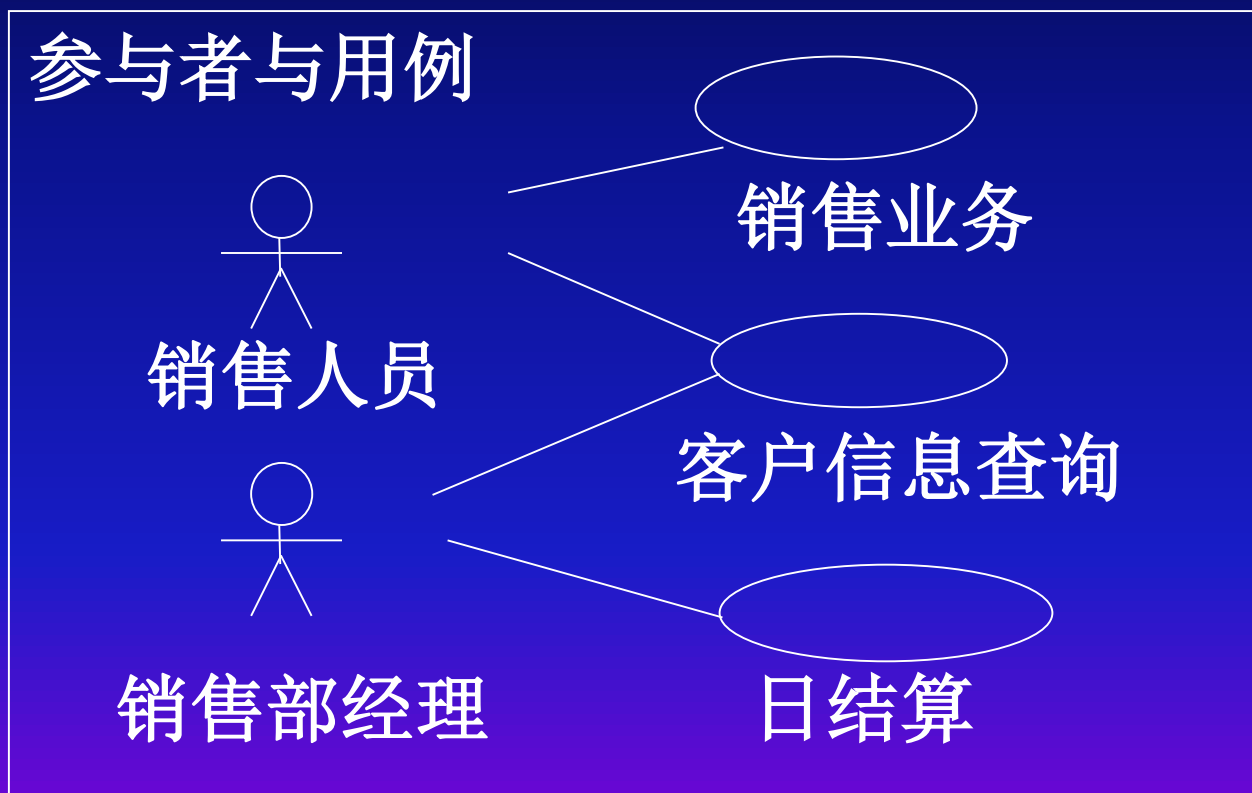 参与者与用例
销售业务
销售人员
客户信息查询
销售部经理
日结算